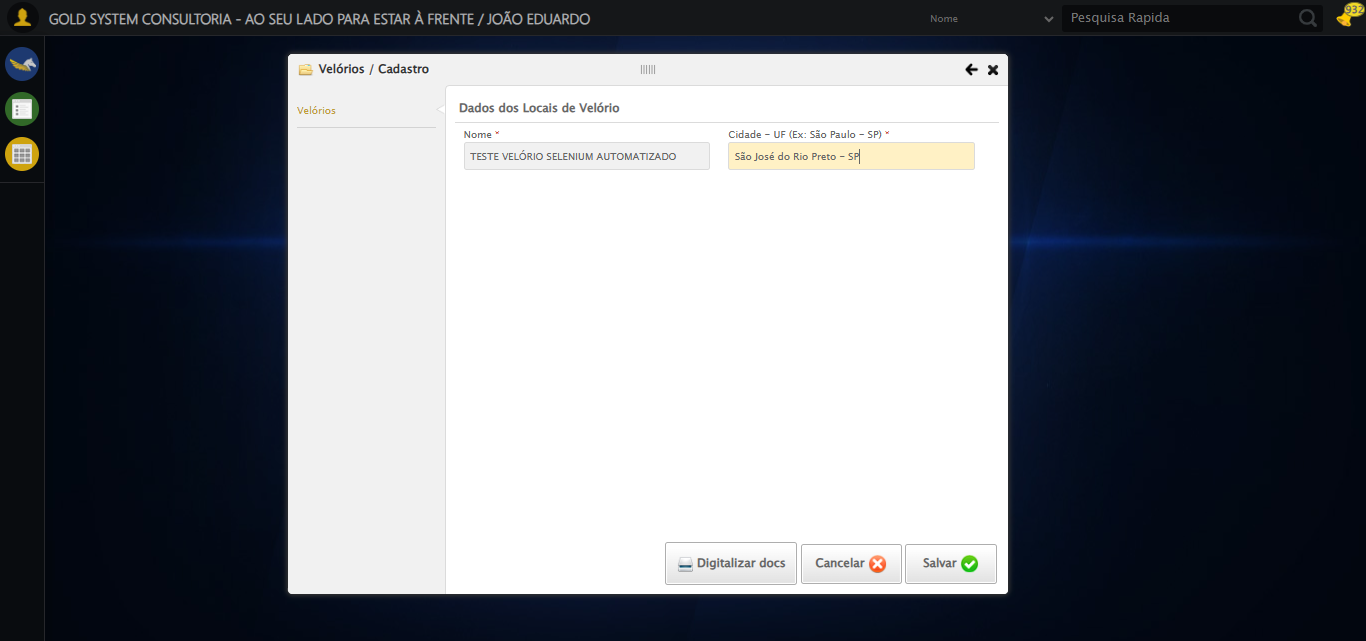 GOLD SYSTEM CONSULTORIA - AO SEU LADO PARA ESTAR À FRENTE / JOÃO EDUARDO
Nome
Pesquisa Rapida
932
Velórios / Cadastro
Velórios
Dados dos Locais de Velório
Nome *
Cidade - UF (Ex: São Paulo - SP) *
TESTE VELÓRIO SELENIUM AUTOMATIZADO
São José do Rio Preto - SP
Digitalizar docs
Cancelar
Salvar